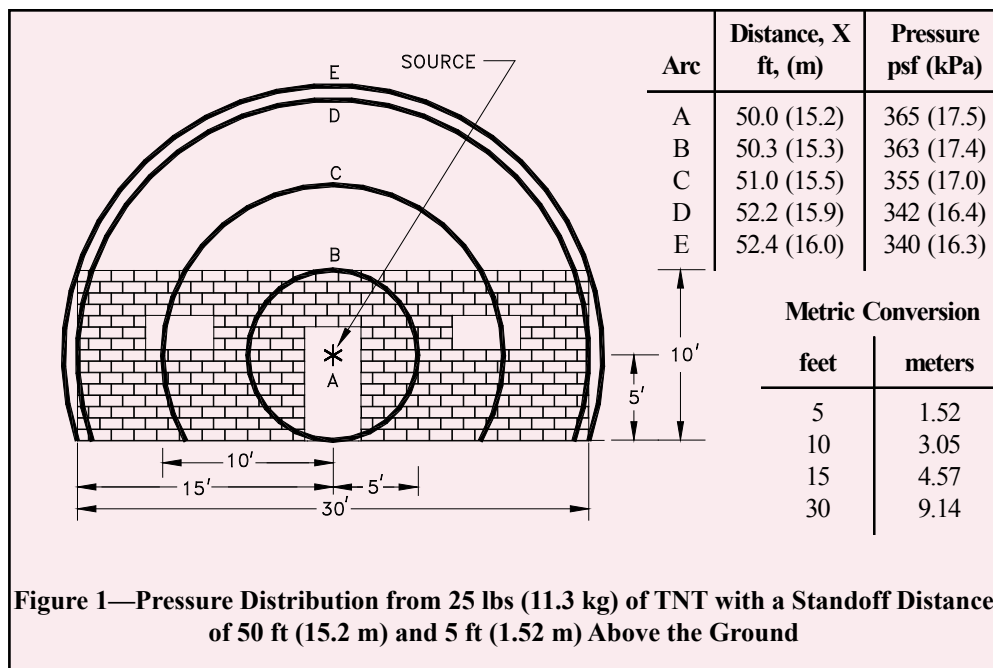 SOURCE
E
D
C
B
A
10'
5'
10'
15'
5'
30'
Arc Distance, X ft, (m) Pressure psf (kPa)
A 50.0 (15.2) 365 (17.5)
B 50.3 (15.3) 363 (17.4)
C 51.0 (15.5) 355 (17.0)
D 52.2 (15.9) 342 (16.4)
E 52.4 (16.0) 340 (16.3)
Metric Conversion
feet meters
5 1.52
10 3.05
15 4.57
30 9.14
Figure 1—Pressure Distribution from 25 lbs (11.3 kg) of TNT with a Standoff Distance
of 50 ft (15.2 m) and 5 ft (1.52 m) Above the Ground